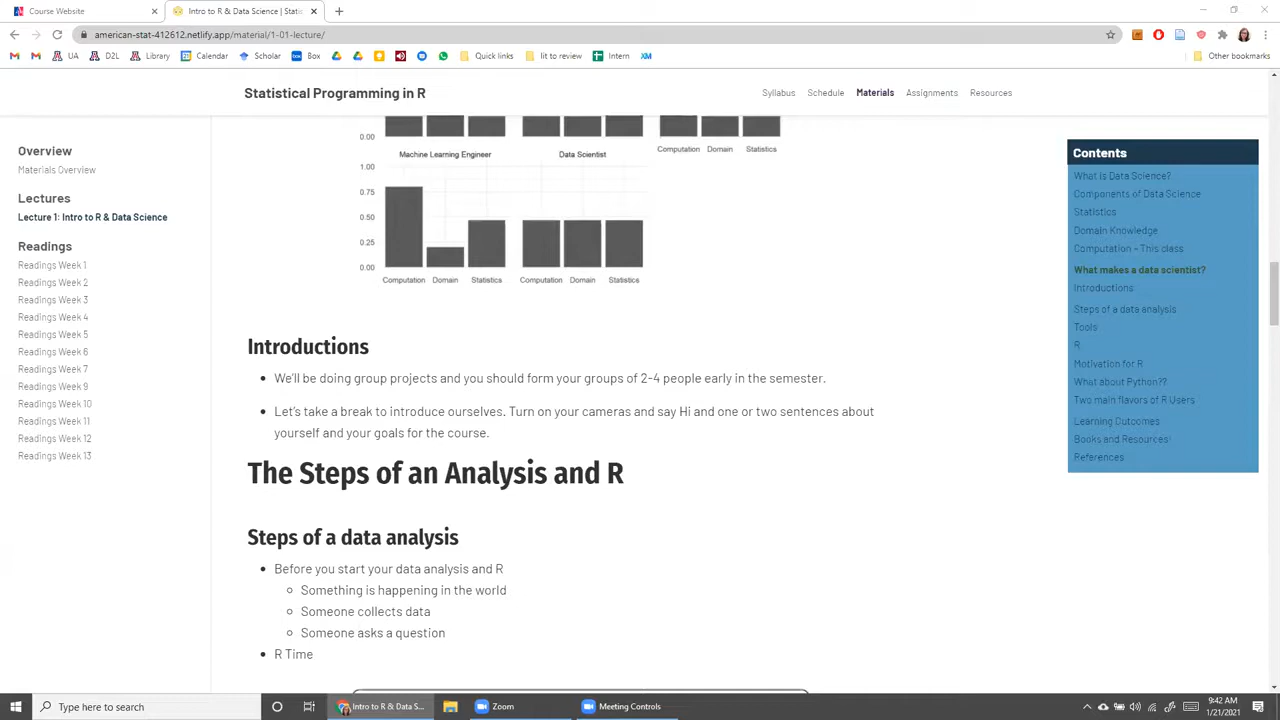 Course Website
Intro to R & Data Science | Stati
american-stat-412612.netlify.app/material/1-01-lecture/
UA
D2L
Library
Calendar
Scholar
Box
Quick links
lit to review
Intern
XM
Other bookmarks
Statistical Programming in R
Syllabus
Schedule
Materials
Assignments
Resources
Overview
Materials Overview
Lectures
Lecture 1: Intro to R & Data Science
Readings
Readings Week 1
Readings Week 2
Readings Week 3
Readings Week 4
Readings Week 5
Readings Week 6
Readings Week 7
Readings Week 9
Readings Week 10
Readings Week 11
Readings Week 12
Readings Week 13
0.00
Computation Domain Statistics
Machine Learning Engineer
Data Scientist
1.00
0.75
0.50
0.25
0.00
Computation Domain Statistics
Computation Domain Statistics
Introductions
We'll be doing group projects and you should form your groups of 2-4 people early in the semester.
Let's take a break to introduce ourselves. Turn on your cameras and say Hi and one or two sentences about
yourself and your goals for the course.
The Steps of an Analysis and R
Steps of a data analysis
Before you start your data analysis and R
Something is happening in the world
Someone collects data
Someone asks a question
R Time
Contents
What Is Data Science?
Components of Data Science
Statistics
Domain Knowledge
Computation – This class
What makes a data scientist?
Introductions
Steps of a data analysis
Tools
R
Motivation for R
What about Python??
Two main flavors of R Users
Learning Outcomes
Books and Resources!
References
Type here to search
Intro to R & Data S...
Zoom
Meeting Controls
9:42 AM
1/21/2021